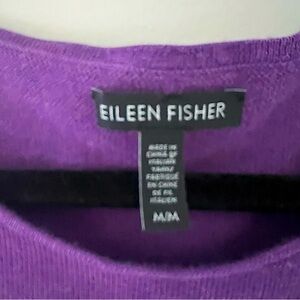 EILEEN FISHER
MADE IN
CHINA OF
ITALIAN
YARN/
FABRIQUÉ
EN CHINE
DE FIL
ITALIEN
M/M